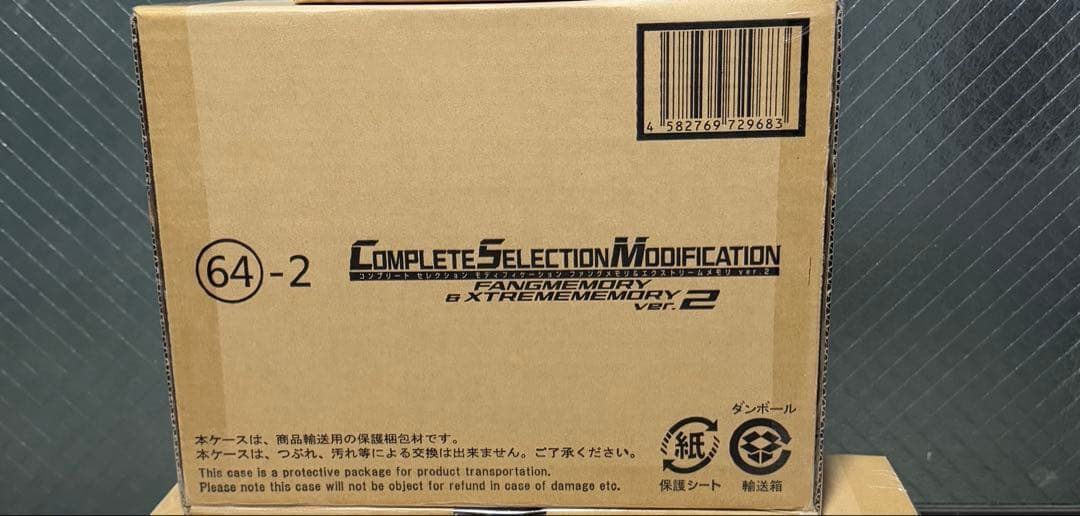 4 582769 729683
64-2
COMPLETE SELECTION MODIFICATION
コンプリート セレクション モディフィケーション ファングメモリ&エクストリームメモリ ver.2
FANGMEMORY
& XTREMEMEMORY
ver.2
ダンボール
本ケースは、商品輸送用の保護梱包材です。
本ケースは、つぶれ、汚れ等による交換は出来ません。ご了承ください。
This case is a protective package for product transportation.
Please note this case will not be object for refund in case of damage etc.
紙
保護シート
輸送箱